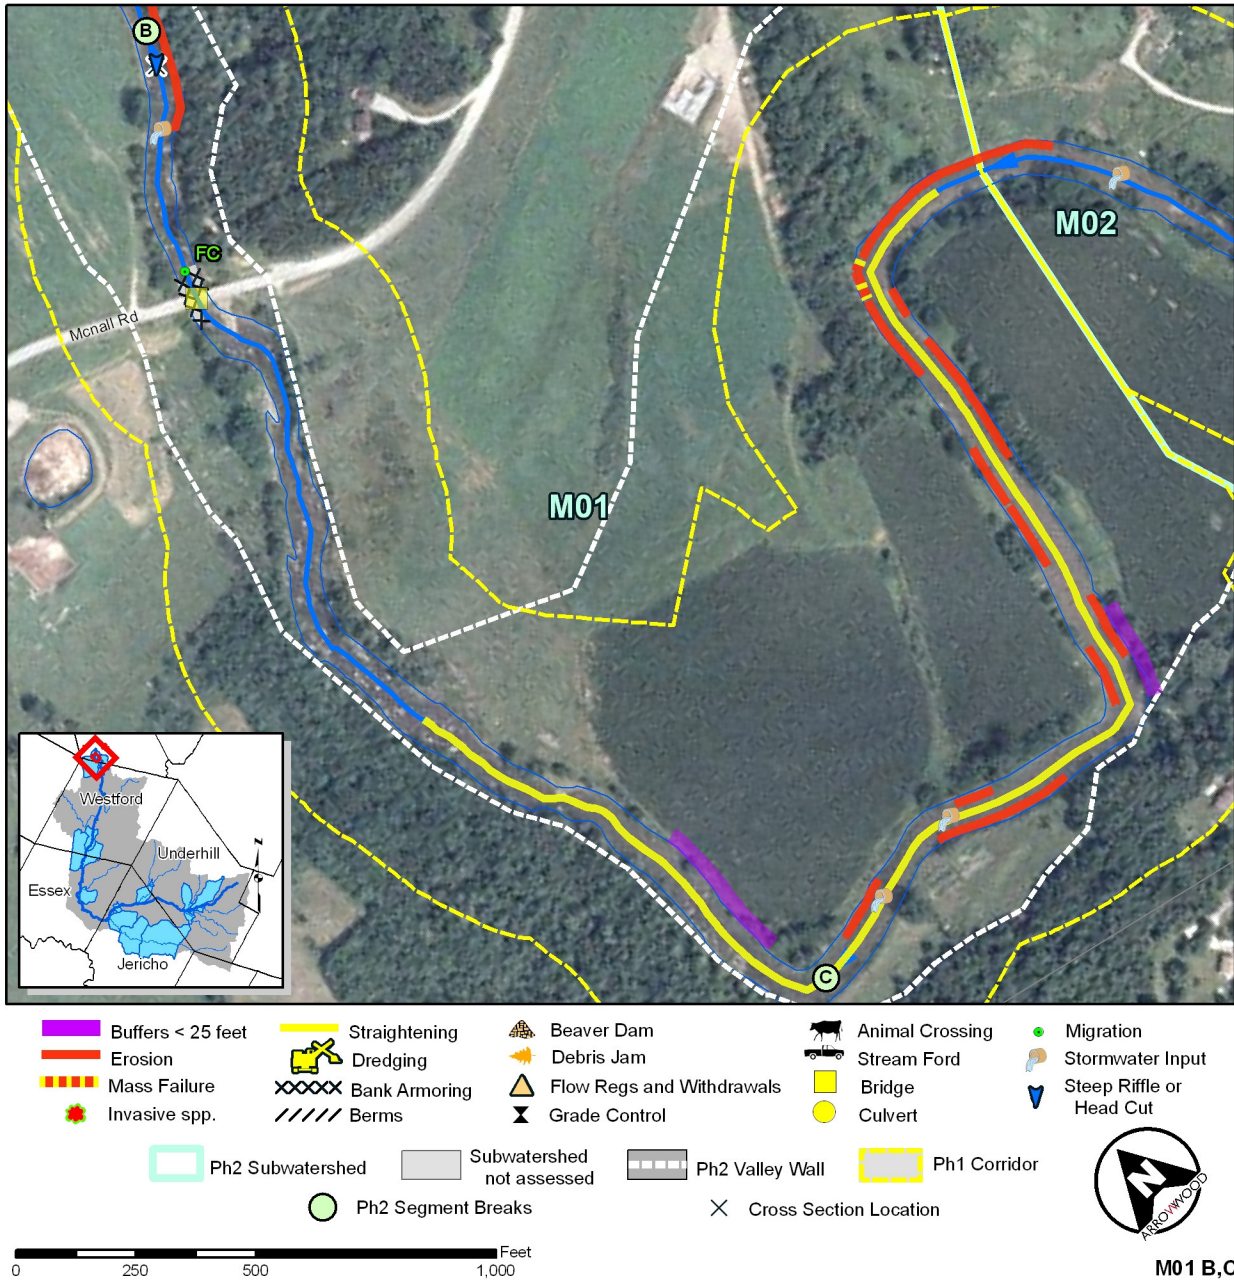 B
FC
Mcnall Rd
M02
M01
C
Westford
Underhill
Essex
Jericho
Z
Buffers < 25 feet
Erosion
Mass Failure
Invasive spp.
Straightening
Dredging
Bank Armoring
Berms
Beaver Dam
Debris Jam
Flow Regs and Withdrawals
Grade Control
Animal Crossing
Stream Ford
Bridge
Culvert
Migration
Stormwater Input
Steep Riffle or
Head Cut
Ph2 Subwatershed
Subwatershed
not assessed
Ph2 Valley Wall
Ph1 Corridor
Ph2 Segment Breaks
Cross Section Location
N
ARROWWOOD
Feet
0 250 500 1,000
M01 B,C